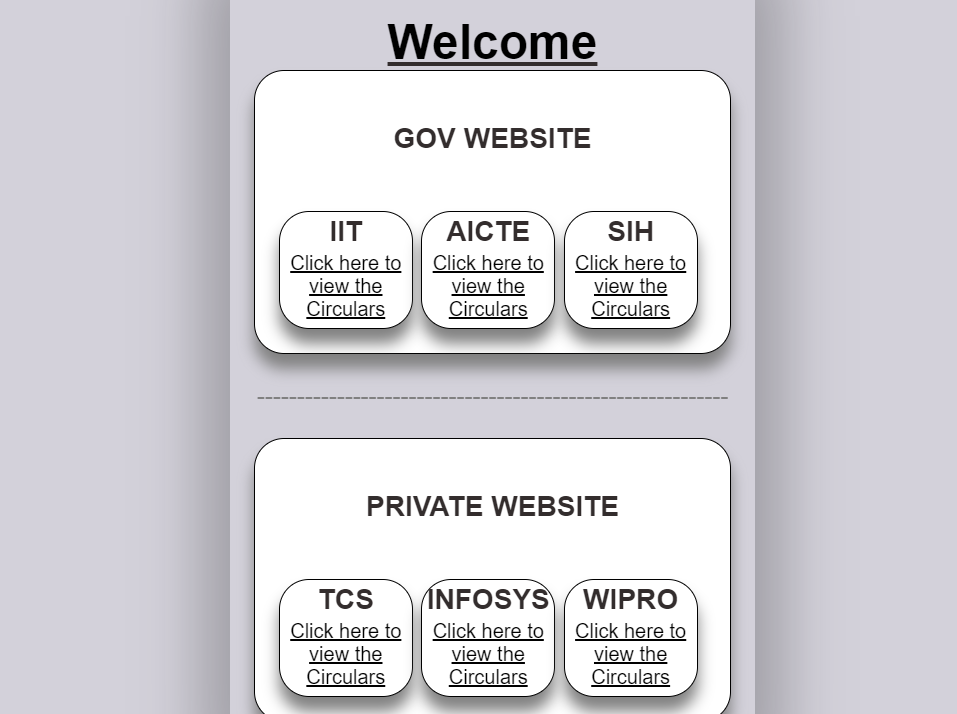 Welcome
GOV WEBSITE
IIT AICTE SIH
Click here to Click here to Click here to
view the view the view the
Circulars Circulars Circulars
-----------------------------------------------------------
PRIVATE WEBSITE
TCS INFOSYS WIPRO
Click here to Click here to Click here to
view the view the view the
Circulars Circulars Circulars